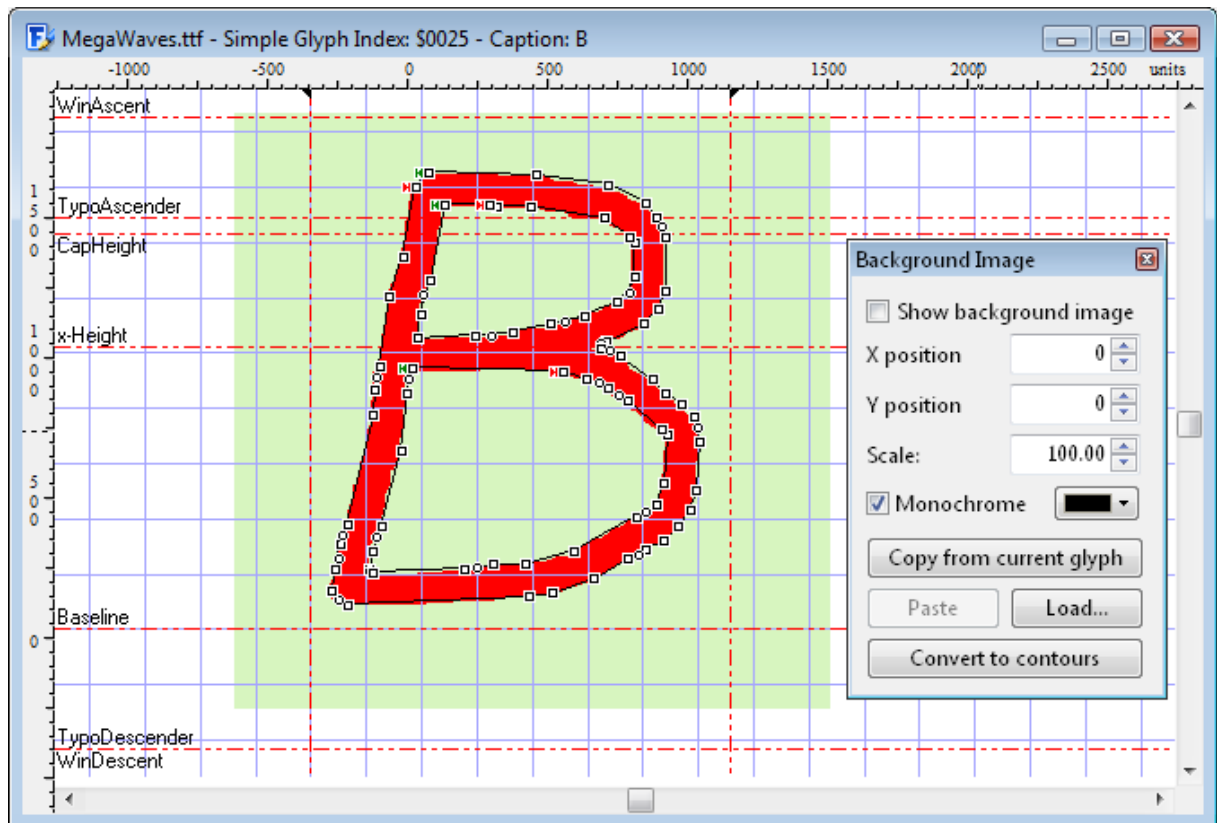 MegaWaves.ttf - Simple Glyph Index: $0025 - Caption: B
-1000 -500 0 500 1000 1500 2000 2500 units
WinAscent
1500
TypoAscender
CapHeight
x-Height
1000
500
Baseline
0
TypoDescender
WinDescent
Background Image
Show background image
X position 0
Y position 0
Scale: 100.00
Monochrome
Copy from current glyph
Paste Load...
Convert to contours